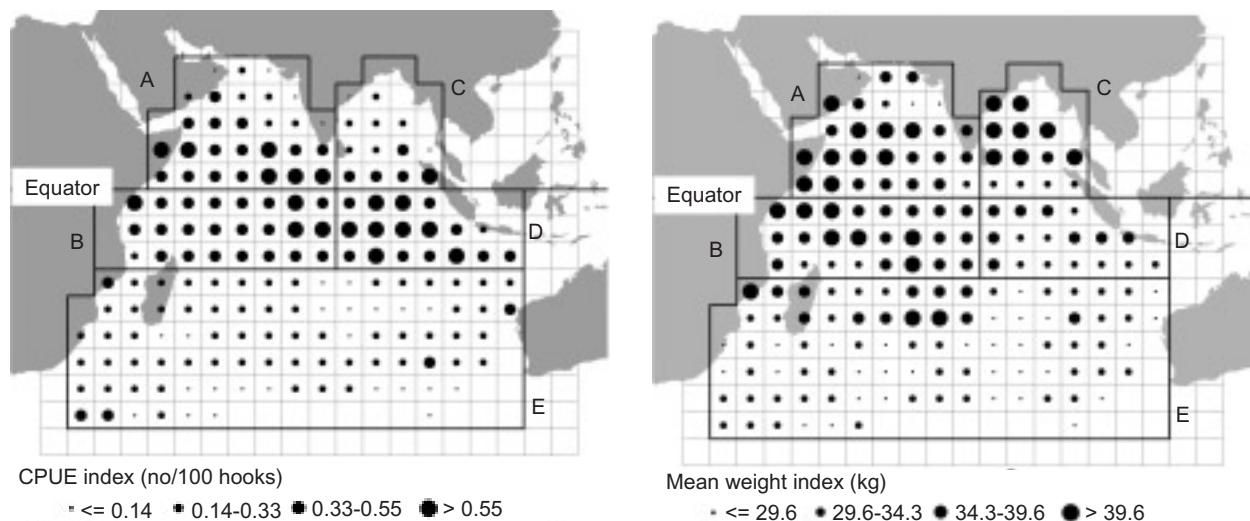 A
C
Equator
B
D
E
CPUE index (no/100 hooks)
<= 0.14 0.14-0.33 0.33-0.55 > 0.55
A
C
Equator
B
D
E
Mean weight index (kg)
<= 29.6 29.6-34.3 34.3-39.6 > 39.6